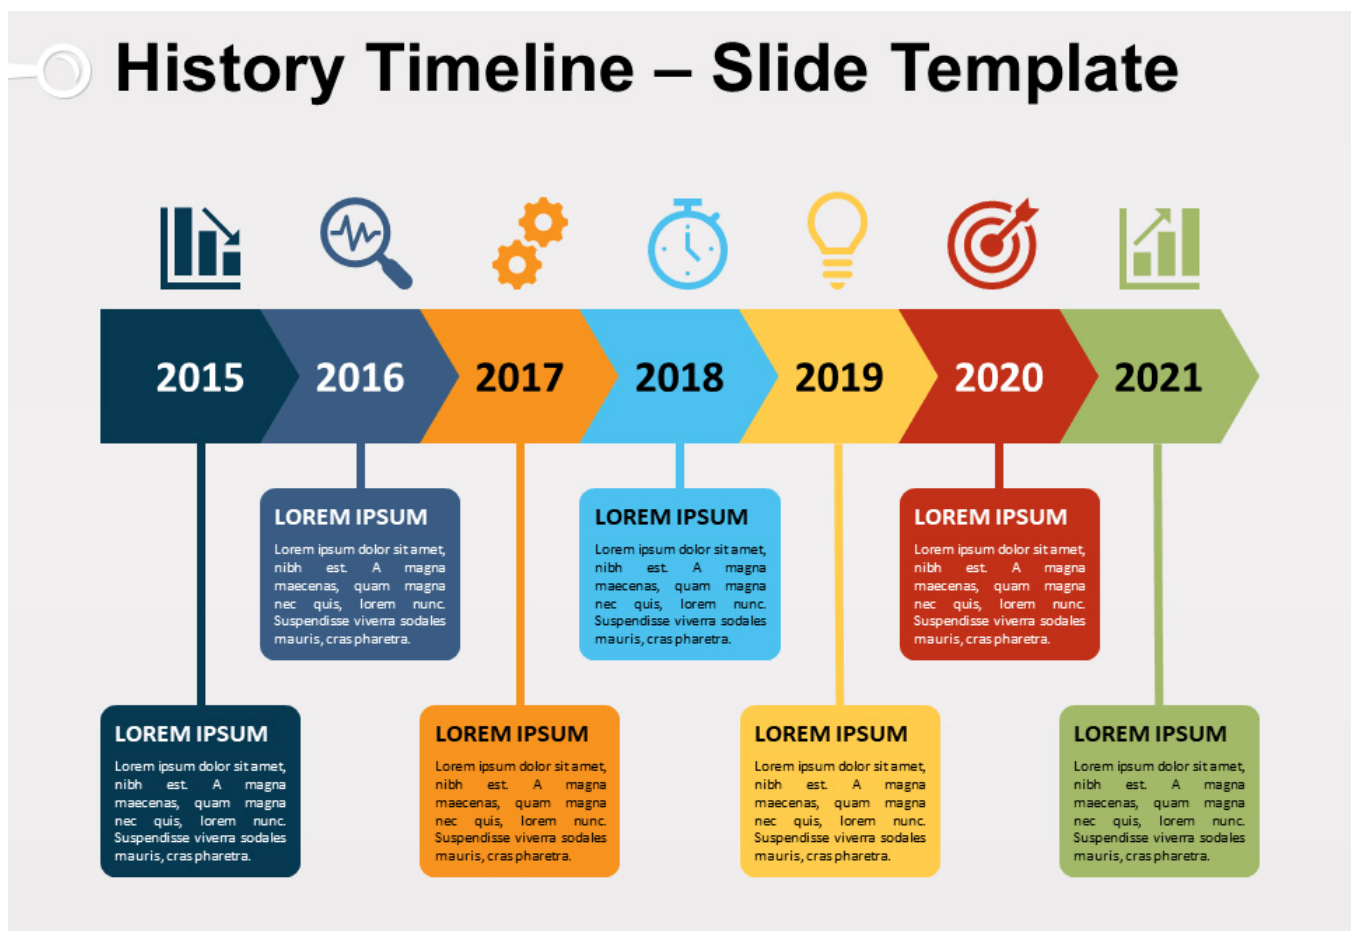 History Timeline – Slide Template
2015
2016
2017
2018
2019
2020
2021
LOREM IPSUM
Lorem ipsum dolor sit amet,
nibh est. A magna
maecenas, quam magna
nec quis, lorem nunc.
Suspendisse viverra sodales
mauris, cras pharetra.
LOREM IPSUM
Lorem ipsum dolor sit amet,
nibh est. A magna
maecenas, quam magna
nec quis, lorem nunc.
Suspendisse viverra sodales
mauris, cras pharetra.
LOREM IPSUM
Lorem ipsum dolor sit amet,
nibh est. A magna
maecenas, quam magna
nec quis, lorem nunc.
Suspendisse viverra sodales
mauris, cras pharetra.
LOREM IPSUM
Lorem ipsum dolor sit amet,
nibh est. A magna
maecenas, quam magna
nec quis, lorem nunc.
Suspendisse viverra sodales
mauris, cras pharetra.
LOREM IPSUM
Lorem ipsum dolor sit amet,
nibh est. A magna
maecenas, quam magna
nec quis, lorem nunc.
Suspendisse viverra sodales
mauris, cras pharetra.
LOREM IPSUM
Lorem ipsum dolor sit amet,
nibh est. A magna
maecenas, quam magna
nec quis, lorem nunc.
Suspendisse viverra sodales
mauris, cras pharetra.
LOREM IPSUM
Lorem ipsum dolor sit amet,
nibh est. A magna
maecenas, quam magna
nec quis, lorem nunc.
Suspendisse viverra sodales
mauris, cras pharetra.